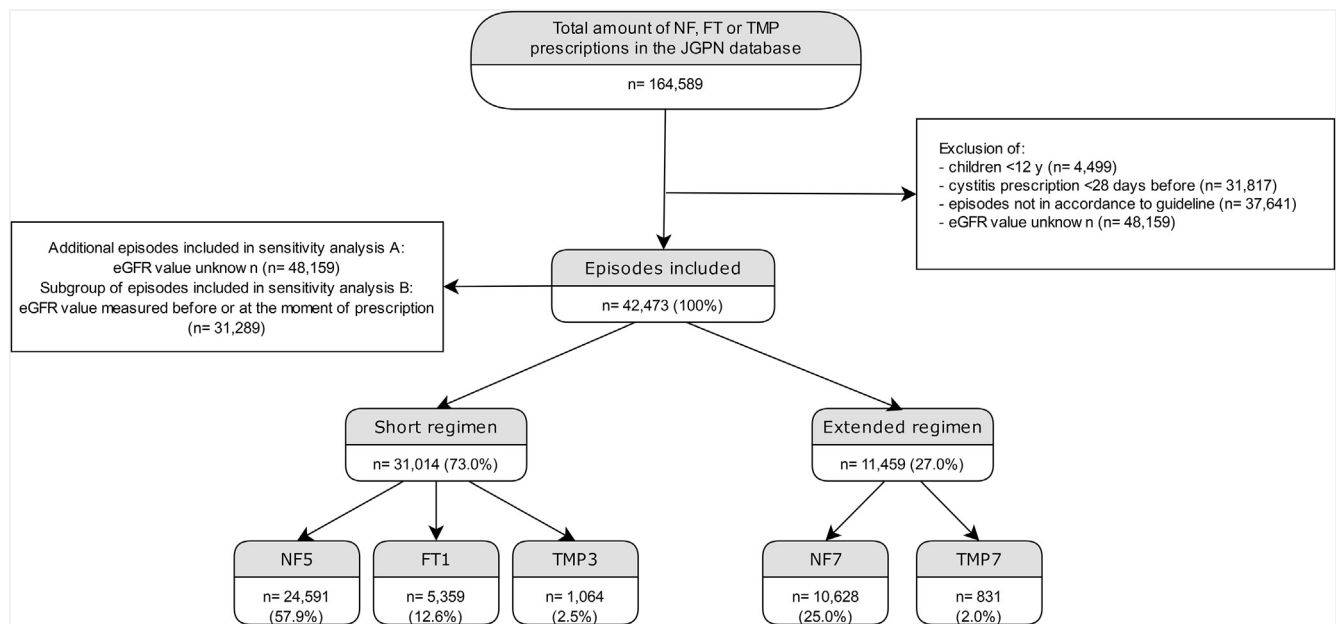 Total amount of NF, FT or TMP
prescriptions in the JGPN database
n= 164,589
Exclusion of:
- children <12 y (n= 4,499)
- cystitis prescription <28 days before (n= 31,817)
- episodes not in accordance to guideline (n= 37,641)
- eGFR value unknown (n= 48,159)
Additional episodes included in sensitivity analysis A:
eGFR value unknown (n= 48,159)
Subgroup of episodes included in sensitivity analysis B:
eGFR value measured before or at the moment of prescription
(n= 31,289)
Episodes included
n= 42,473 (100%)
Short regimen
n= 31,014 (73.0%)
Extended regimen
n= 11,459 (27.0%)
NF5
n= 24,591
(57.9%)
FT1
n= 5,359
(12.6%)
TMP3
n= 1,064
(2.5%)
NF7
n= 10,628
(25.0%)
TMP7
n= 831
(2.0%)